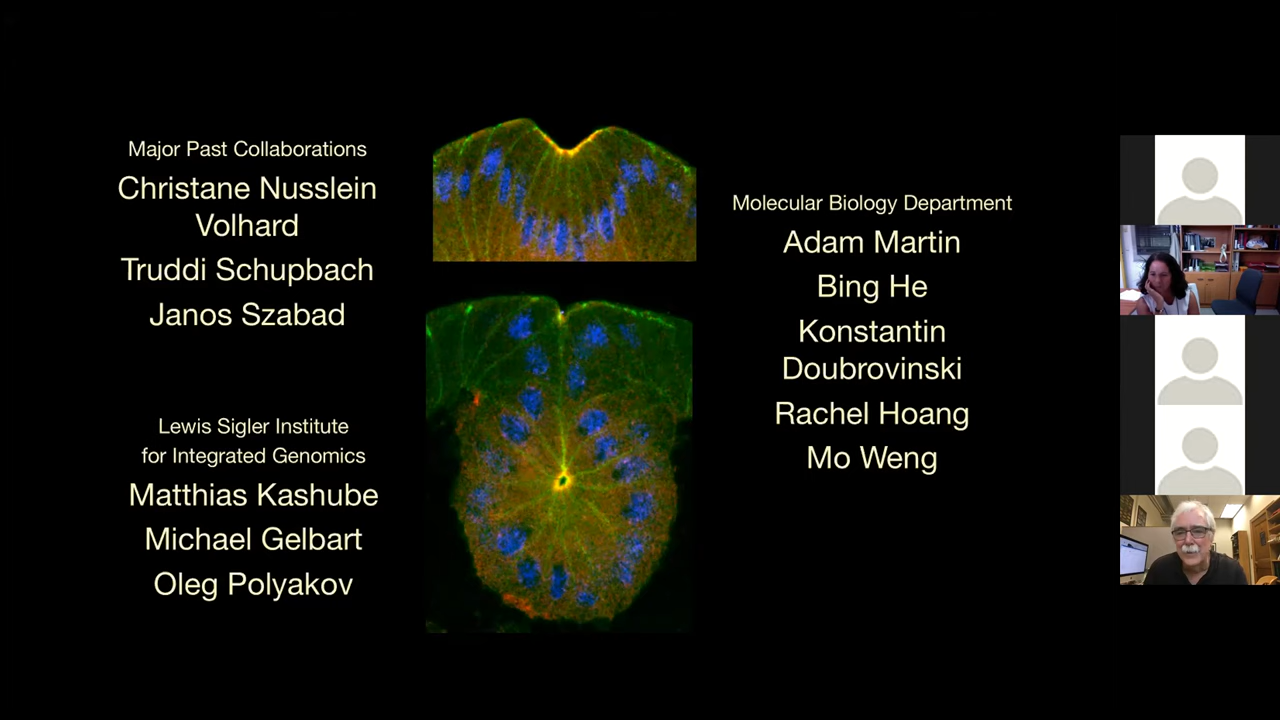 Major Past Collaborations
Christane Nusslein
Volhard
Truddi Schupbach
Janos Szabad
Lewis Sigler Institute
for Integrated Genomics
Matthias Kashube
Michael Gelbart
Oleg Polyakov
Molecular Biology Department
Adam Martin
Bing He
Konstantin
Doubrovinski
Rachel Hoang
Mo Weng